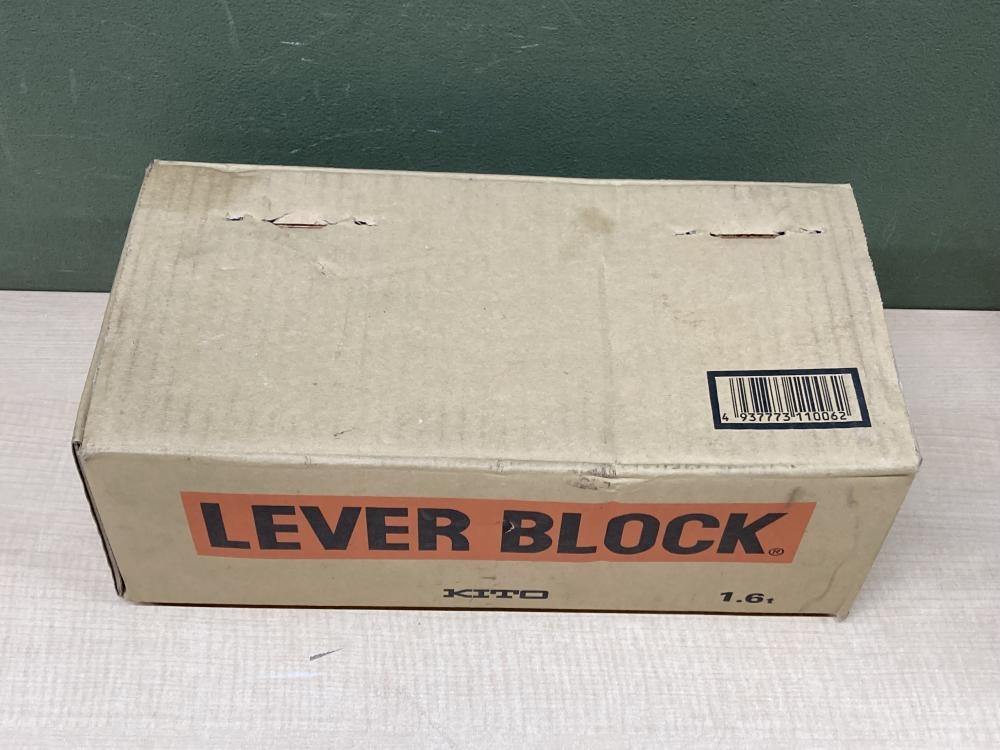 4 937773 110062
LEVER BLOCK®
KITO
1.6t